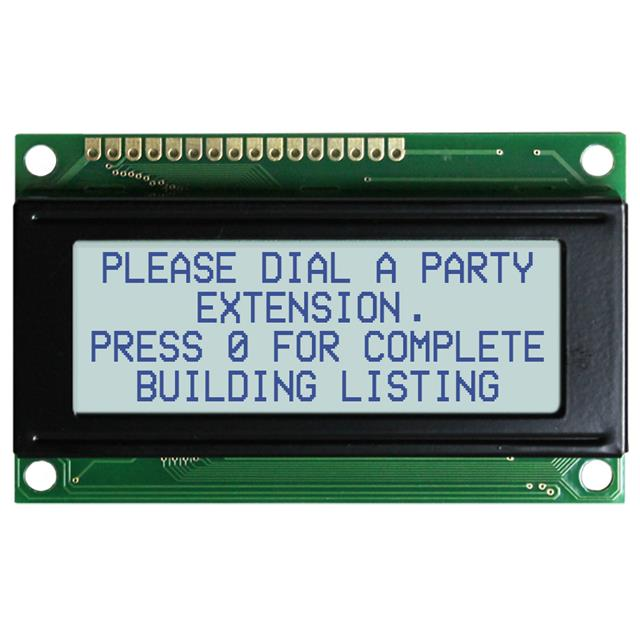 PLEASE DIAL A PARTY
EXTENSION.
PRESS 0 FOR COMPLETE
BUILDING LISTING